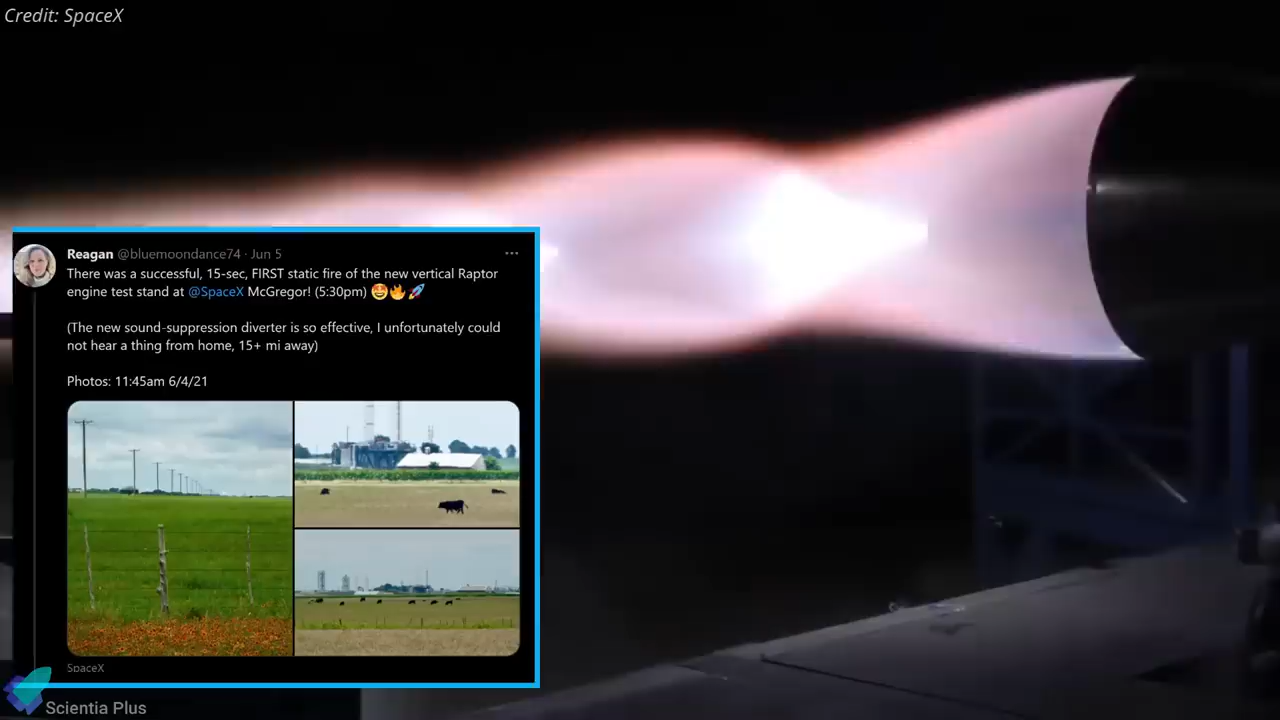 Credit: SpaceX
Reagan @bluemoondance74 · Jun 5
There was a successful, 15-sec, FIRST static fire of the new vertical Raptor
engine test stand at @SpaceX McGregor! (5:30pm) 🤩🔥🚀
(The new sound-suppression diverter is so effective, I unfortunately could
not hear a thing from home, 15+ mi away)
Photos: 11:45am 6/4/21
SpaceX
Scientia Plus